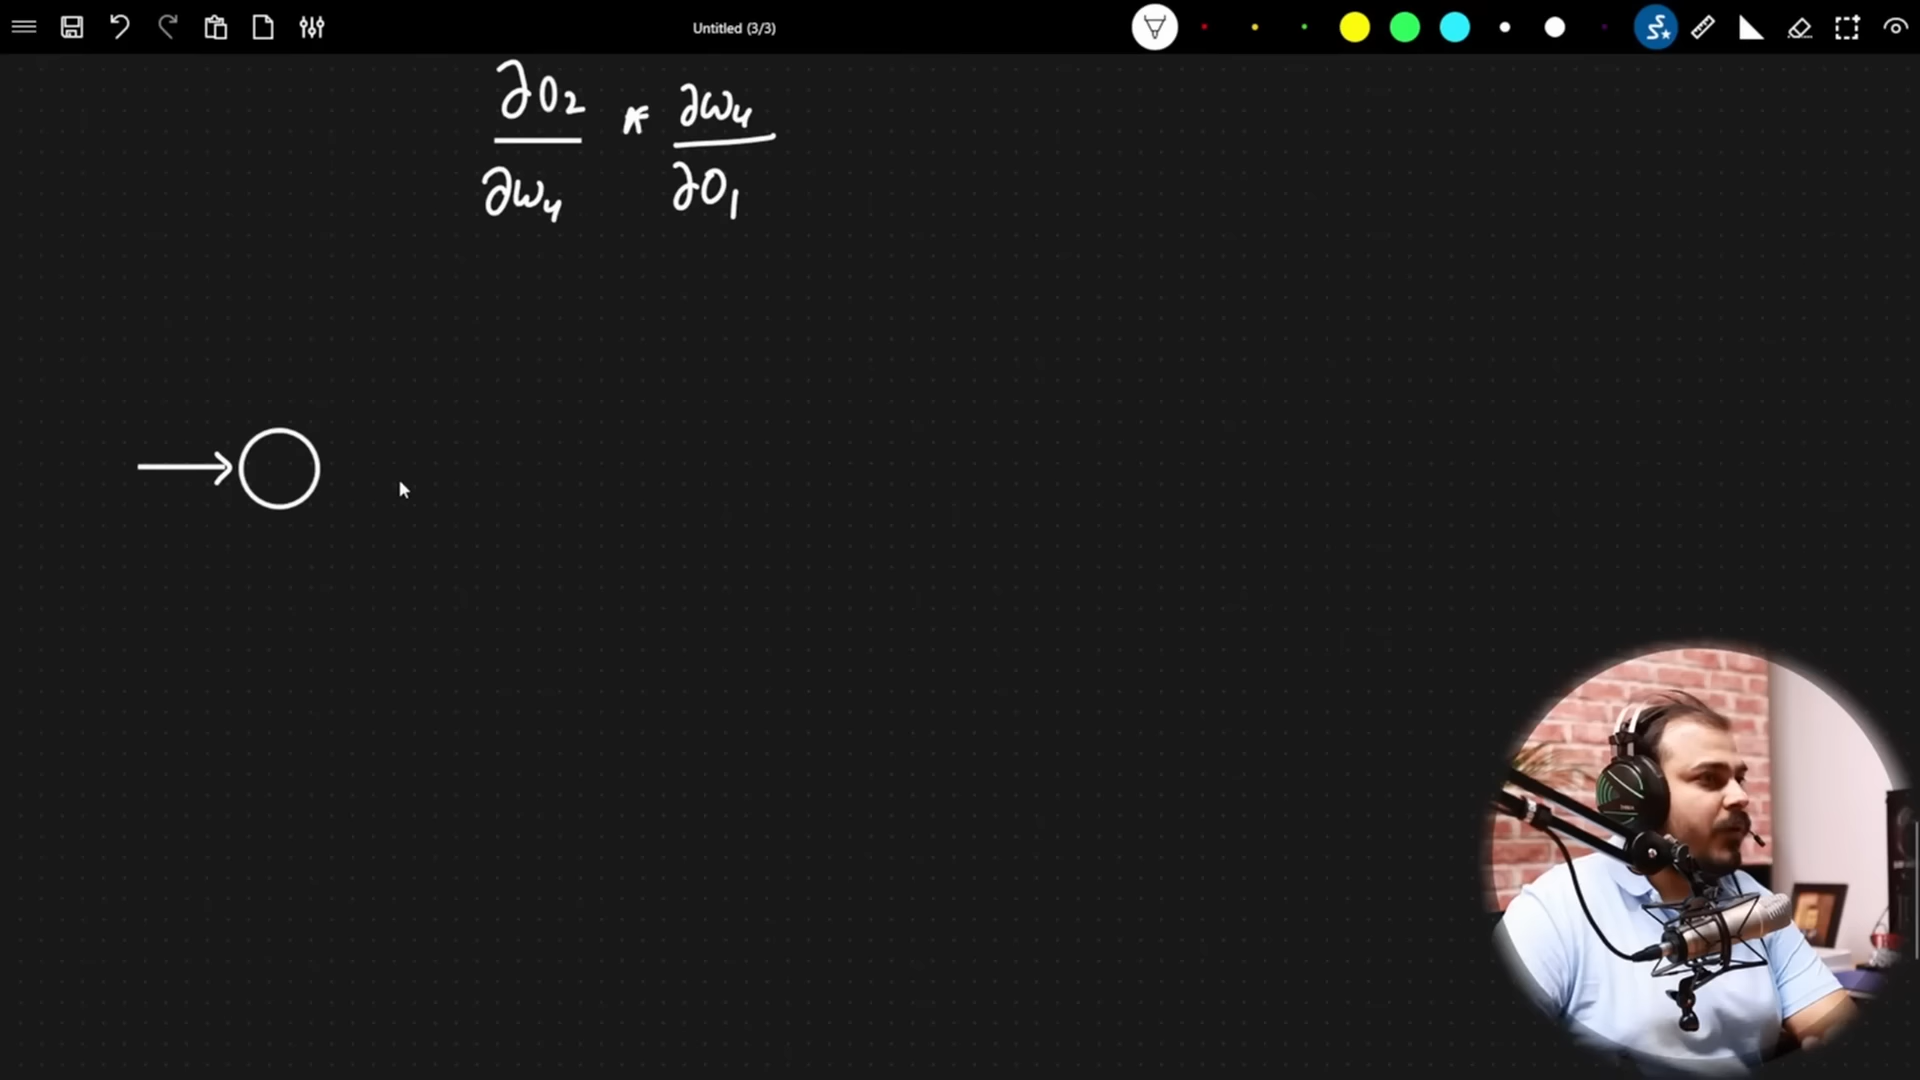 Untitled (3/3)
∂O₂ * ∂w₄
∂w₄ ∂O₁